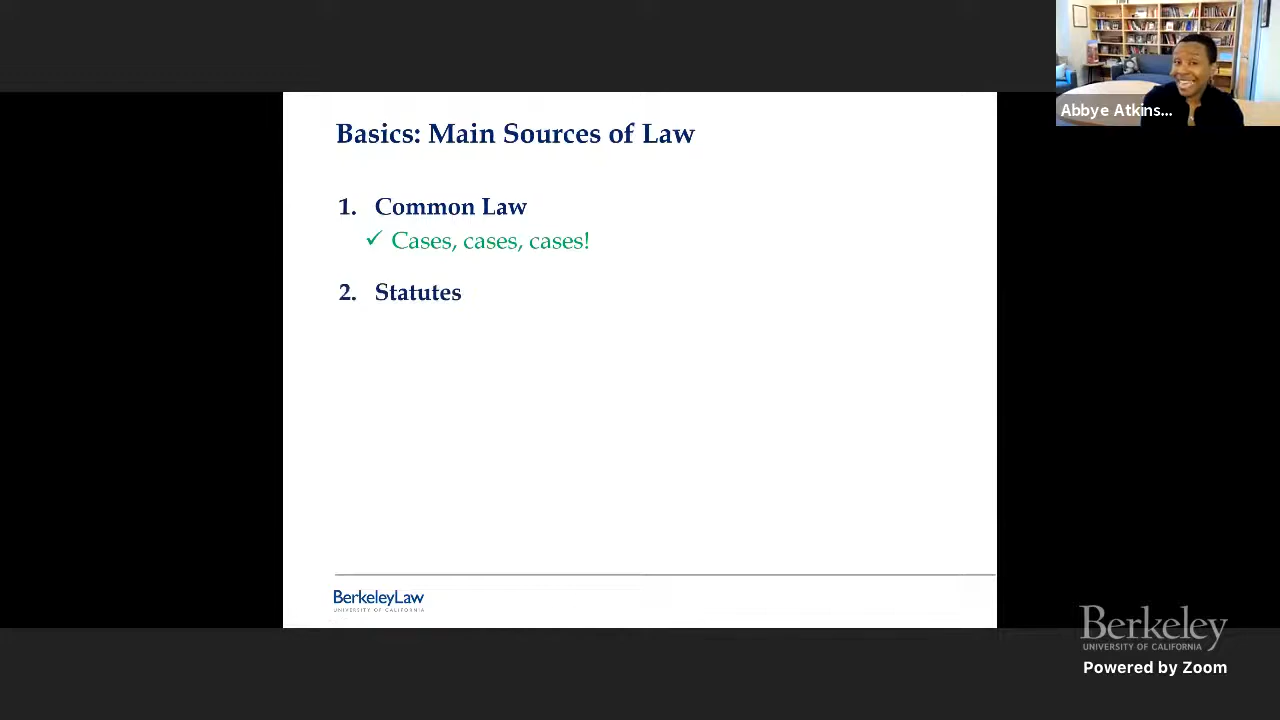 Abbye Atkins...
Basics: Main Sources of Law
1. Common Law
✓ Cases, cases, cases!
2. Statutes
BerkeleyLaw
UNIVERSITY OF CALIFORNIA
Berkeley
UNIVERSITY OF CALIFORNIA
Powered by Zoom